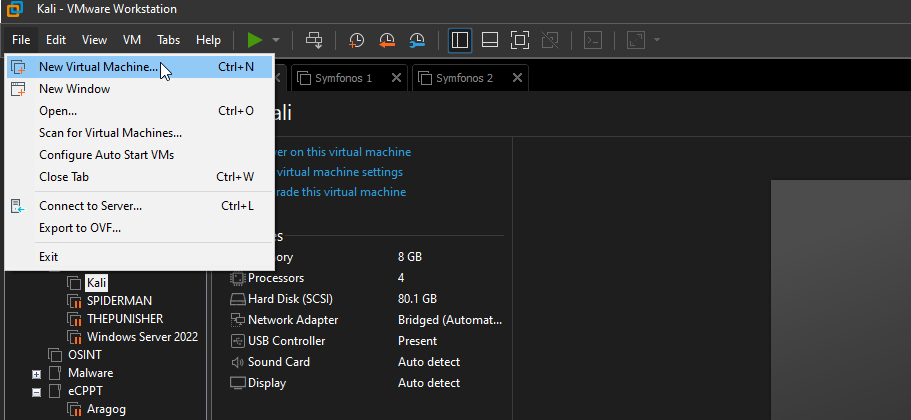 Kali - VMware Workstation
File Edit View VM Tabs Help
New Virtual Machine... Ctrl+N
New Window
Open... Ctrl+O
Scan for Virtual Machines...
Configure Auto Start VMs
Close Tab Ctrl+W
Connect to Server... Ctrl+L
Export to OVF...
Exit
Symfonos 1
Symfonos 2
ali
er on this virtual machine
virtual machine settings
rade this virtual machine
es
ory 8 GB
Processors 4
Hard Disk (SCSI) 80.1 GB
Network Adapter Bridged (Automat...
USB Controller Present
Sound Card Auto detect
Display Auto detect
Kali
SPIDERMAN
THEPUNISHER
Windows Server 2022
OSINT
Malware
eCPPT
Aragog